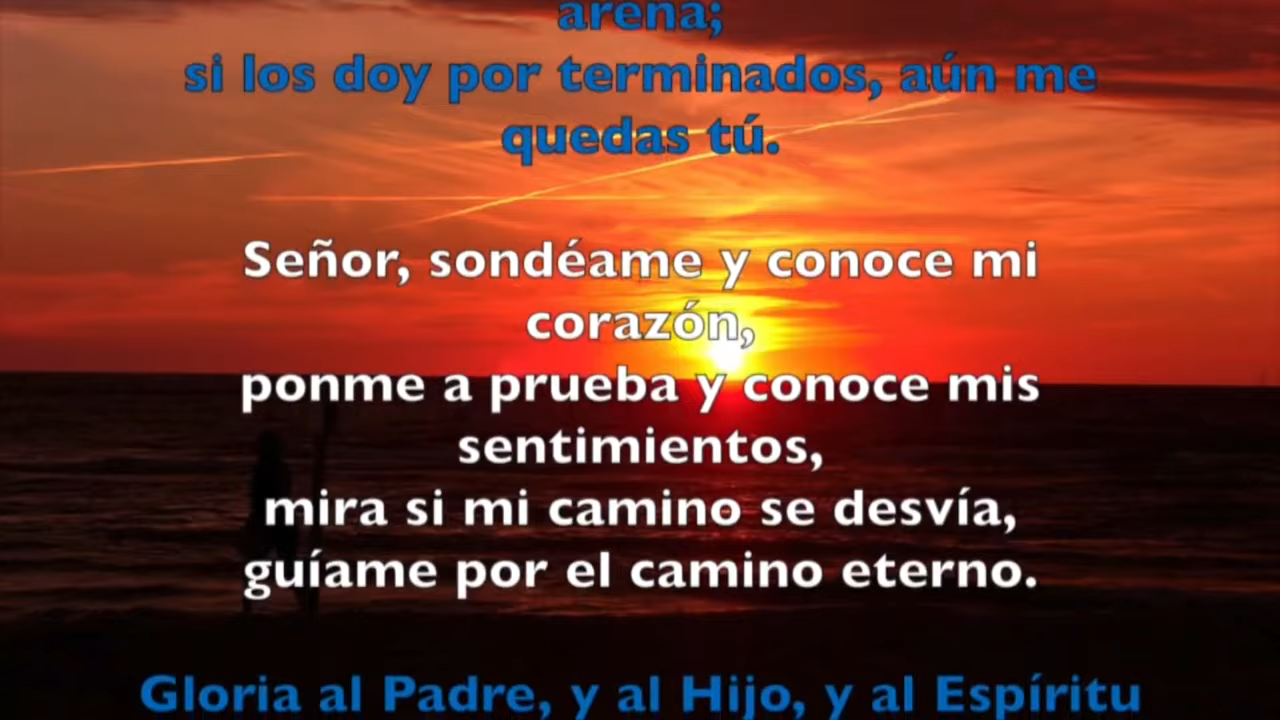 arena;
si los doy por terminados, aún me
quedas tú.
Señor, sondéame y conoce mi
corazón,
ponme a prueba y conoce mis
sentimientos,
mira si mi camino se desvía,
guíame por el camino eterno.
Gloria al Padre, y al Hijo, y al Espíritu